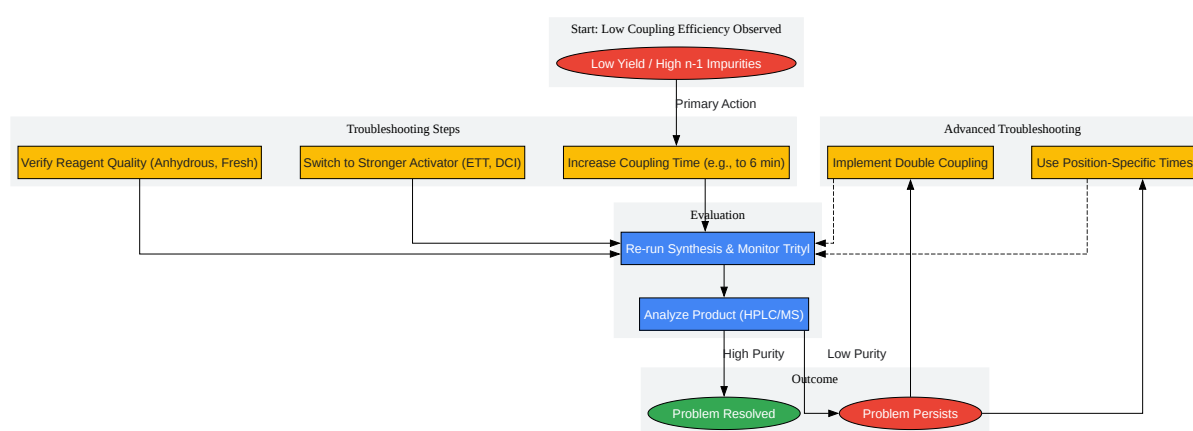 Start: Low Coupling Efficiency Observed
Low Yield / High n-1 Impurities
Primary Action
Troubleshooting Steps
Advanced Troubleshooting
Verify Reagent Quality (Anhydrous, Fresh)
Switch to Stronger Activator (ETT, DCI)
Increase Coupling Time (e.g., to 6 min)
Implement Double Coupling
Use Position-Specific Times
Evaluation
Re-run Synthesis & Monitor Trityl
Analyze Product (HPLC/MS)
High Purity
Low Purity
Outcome
Problem Resolved
Problem Persists